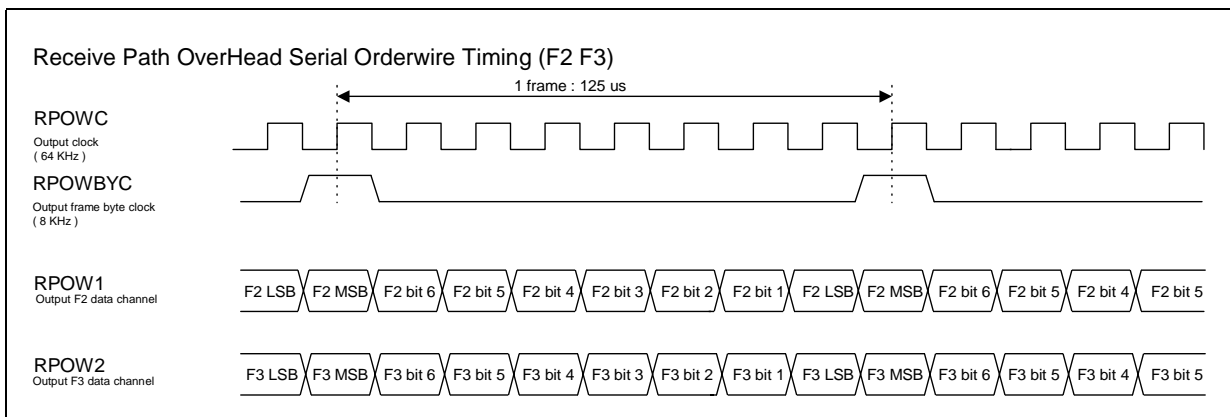 Receive Path OverHead Serial Orderwire Timing (F2 F3)
1 frame : 125 us
RPOWC
Output clock
( 64 KHz )
RPOWBYC
Output frame byte clock
( 8 KHz )
RPOW1
Output F2 data channel
F2 LSB F2 MSB F2 bit 6 F2 bit 5 F2 bit 4 F2 bit 3 F2 bit 2 F2 bit 1 F2 LSB F2 MSB F2 bit 6 F2 bit 5 F2 bit 4 F2 bit 5
RPOW2
Output F3 data channel
F3 LSB F3 MSB F3 bit 6 F3 bit 5 F3 bit 4 F3 bit 3 F3 bit 2 F3 bit 1 F3 LSB F3 MSB F3 bit 6 F3 bit 5 F3 bit 4 F3 bit 5